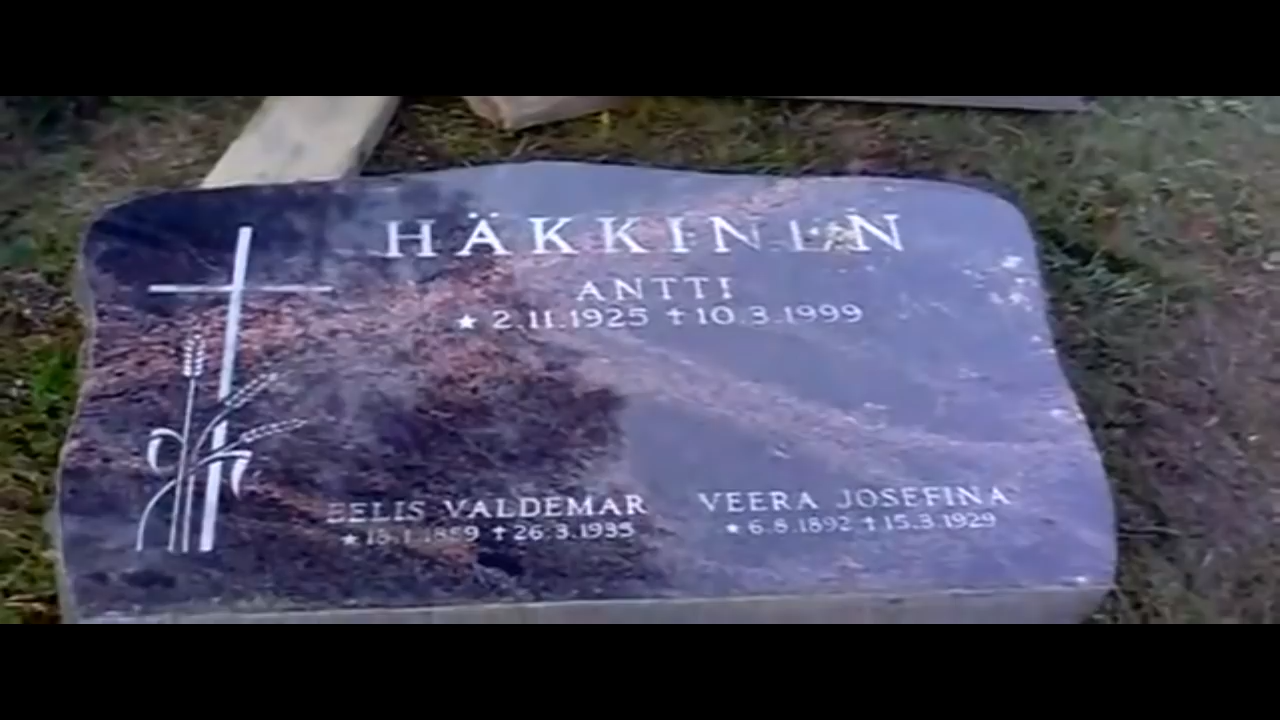 HÄKKINEN
ANTTI
★ 2.11.1925 ✝ 10.3.1999
EELIS VALDEMAR
✝ 26.3.1935
VEERA JOSEFINA
★ 6.8.1892 ✝ 15.3.1929